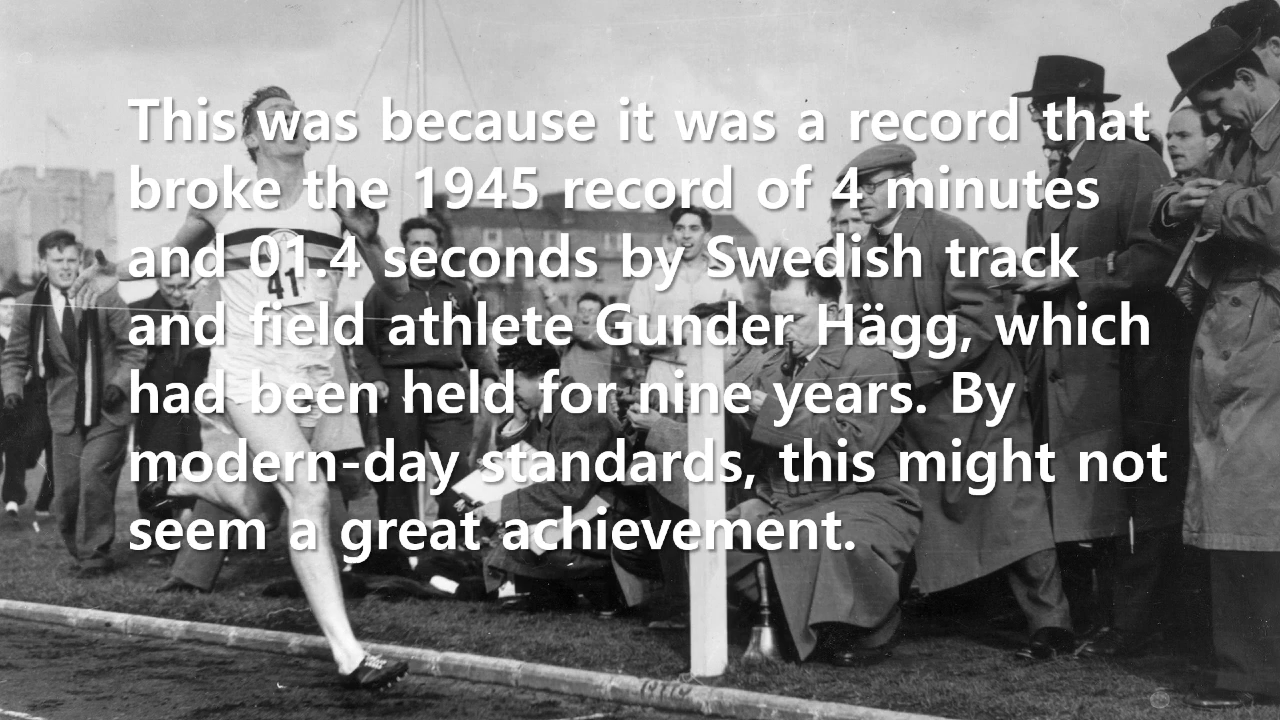 This was because it was a record that
broke the 1945 record of 4 minutes
and 01.4 seconds by Swedish track
and field athlete Gunder Hägg, which
had been held for nine years. By
modern-day standards, this might not
seem a great achievement.
41